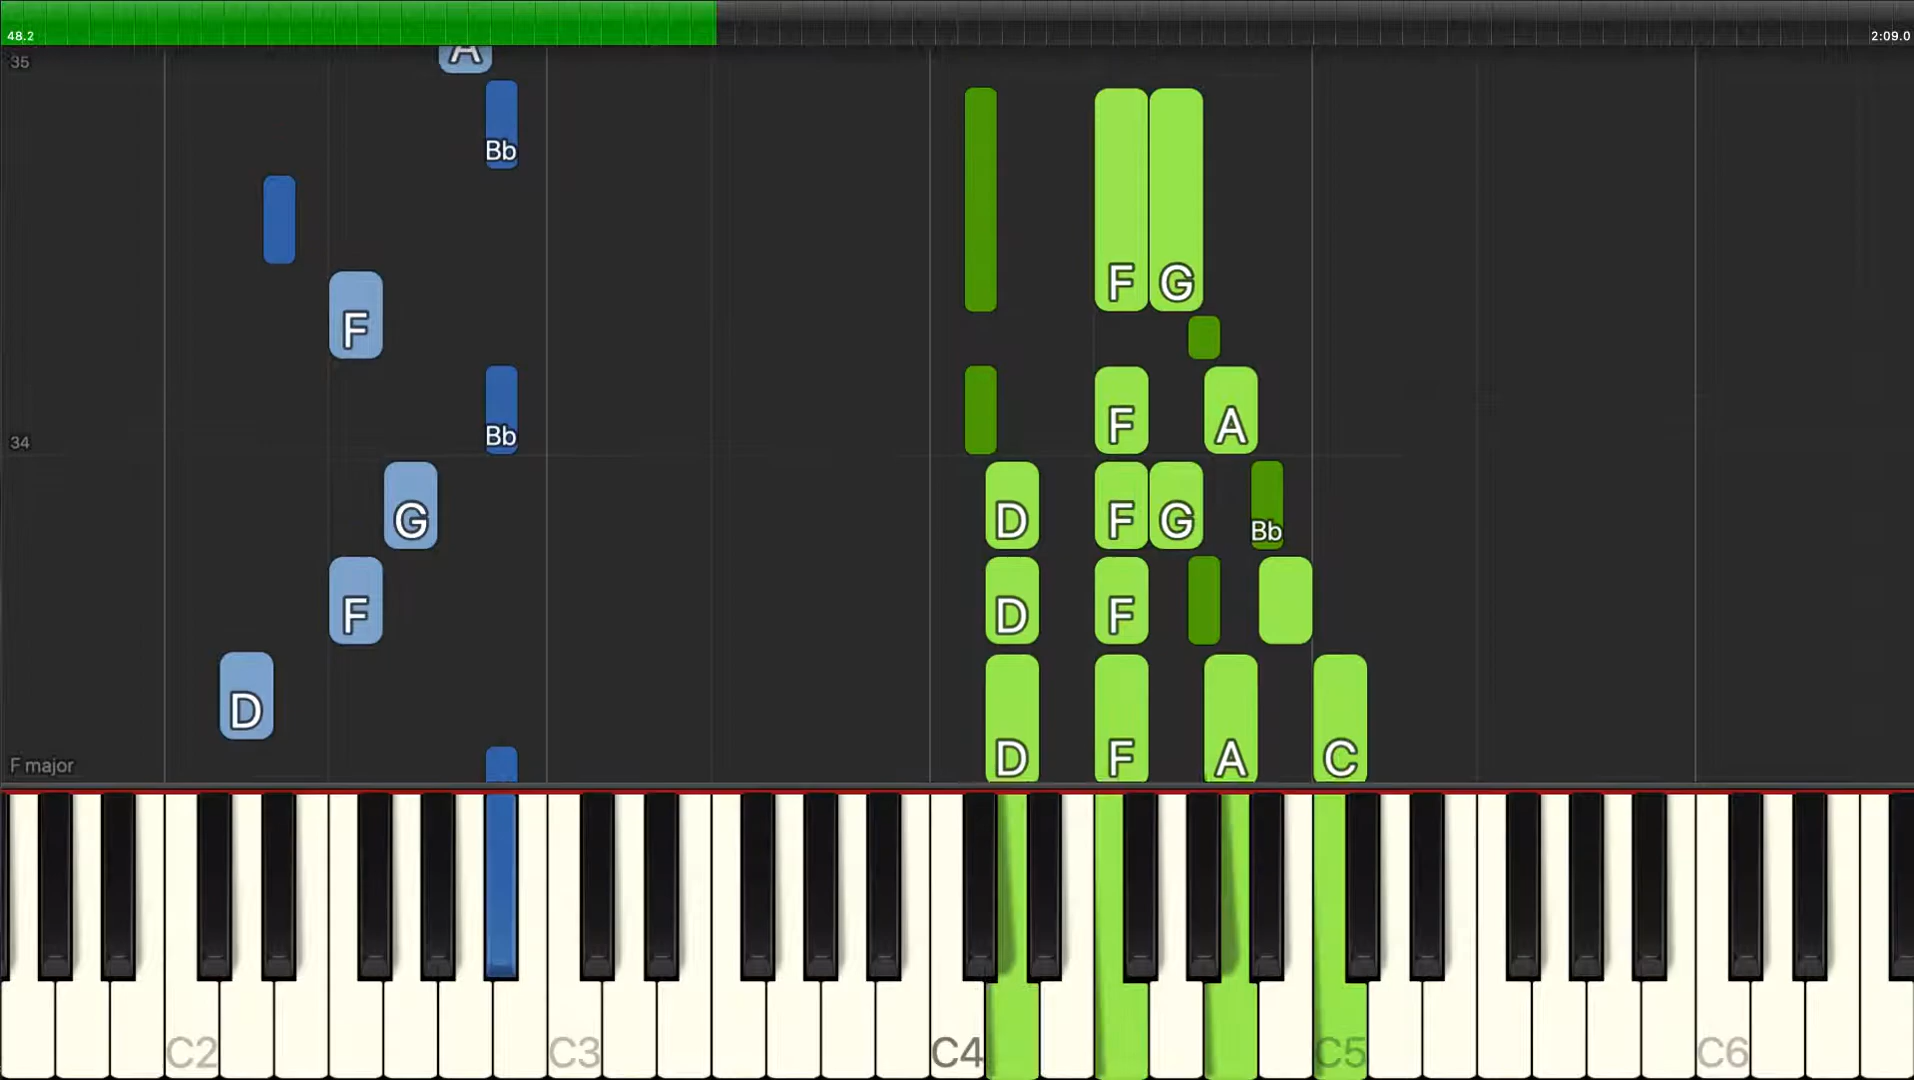 48.2
2:09.0
35
A
Bb
F G
F
34
Bb
F A
G
D F G Bb
F
D F
D
D F A C
F major
C2 C3 C4 C5 C6